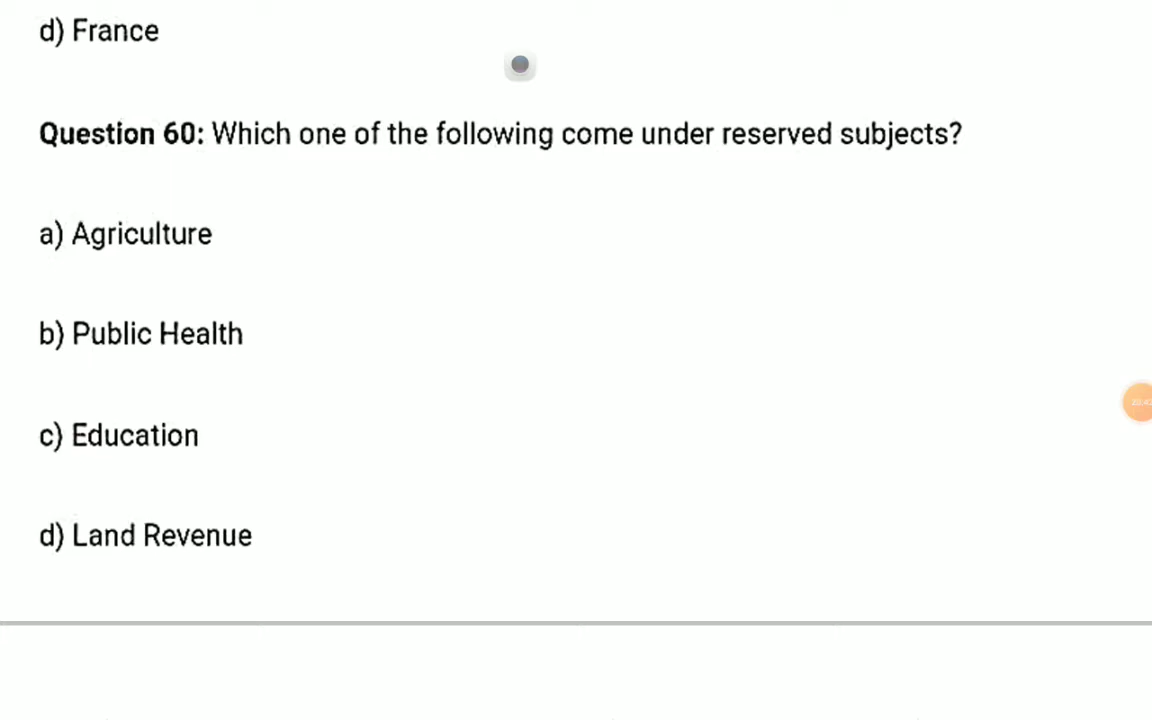 d) France
Question 60: Which one of the following come under reserved subjects?
a) Agriculture
b) Public Health
c) Education
d) Land Revenue